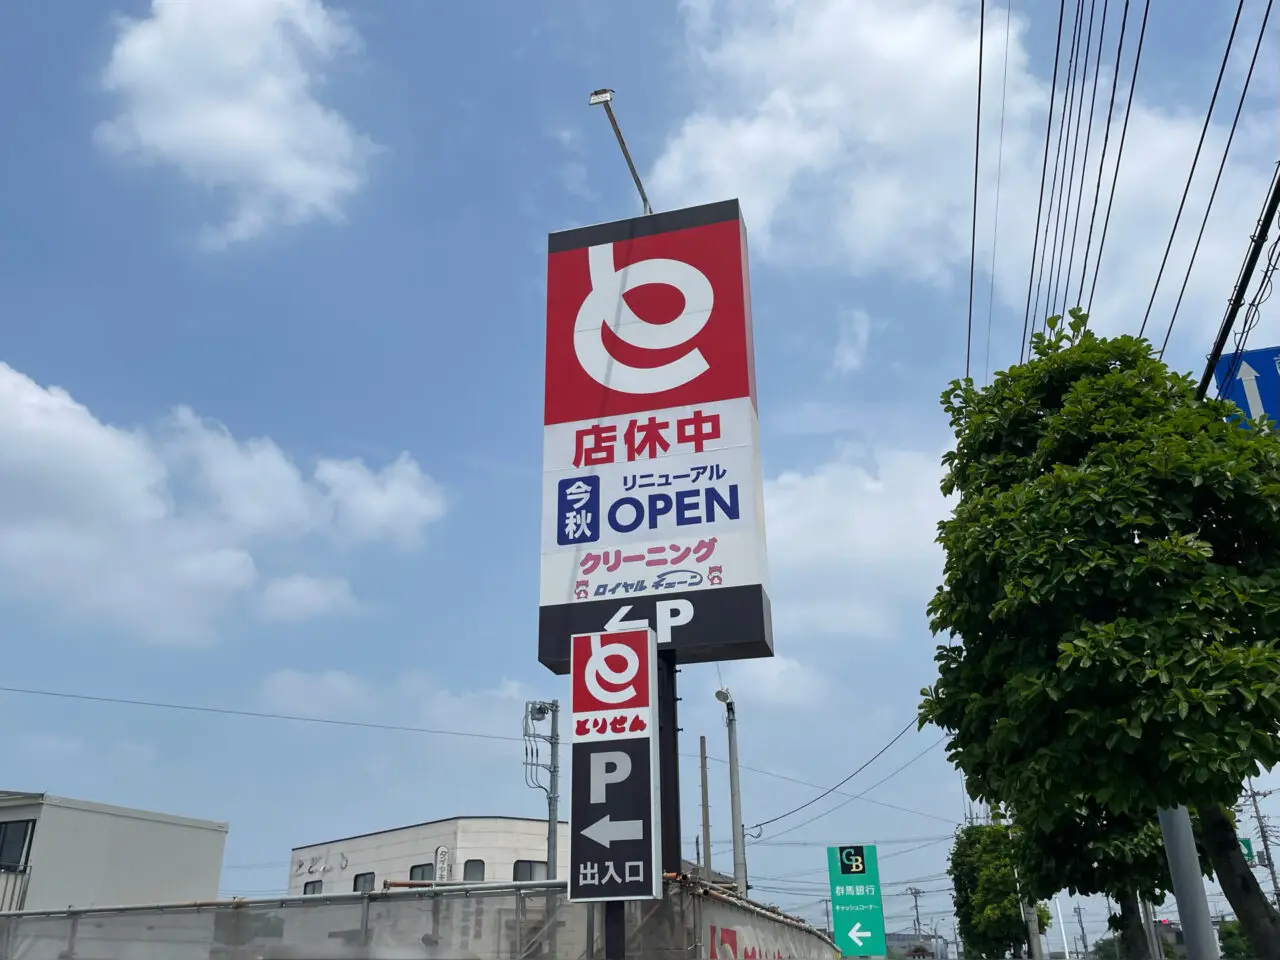 と
店休中
今秋
リニューアル
OPEN
クリーニング
ロイヤルチェーン
P
と
とりせん
P
出入口
GB
群馬銀行
キャッシュコーナー